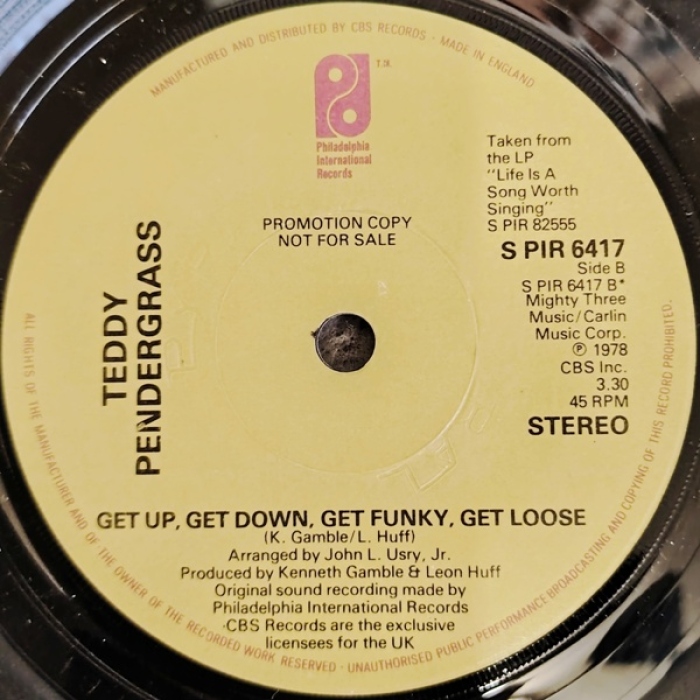 MANUFACTURED AND DISTRIBUTED BY CBS RECORDS · MADE IN ENGLAND
T.M.
Philadelphia
International
Records
Taken from
the LP
"Life Is A
Song Worth
Singing"
S PIR 82555
PROMOTION COPY
NOT FOR SALE
S PIR 6417
Side B
S PIR 6417 B*
Mighty Three
Music/Carlin
Music Corp.
℗ 1978
CBS Inc.
3.30
45 RPM
STEREO
TEDDY
PENDERGRASS
GET UP, GET DOWN, GET FUNKY, GET LOOSE
(K. Gamble/L. Huff)
Arranged by John L. Usry, Jr.
Produced by Kenneth Gamble & Leon Huff
Original sound recording made by
Philadelphia International Records
·CBS Records are the exclusive
licensees for the UK
ALL RIGHTS OF THE MANUFACTURER AND OF THE OWNER OF THE RECORDED WORK RESERVED · UNAUTHORISED PUBLIC PERFORMANCE BROADCASTING AND COPYING OF THIS RECORD PROHIBITED.